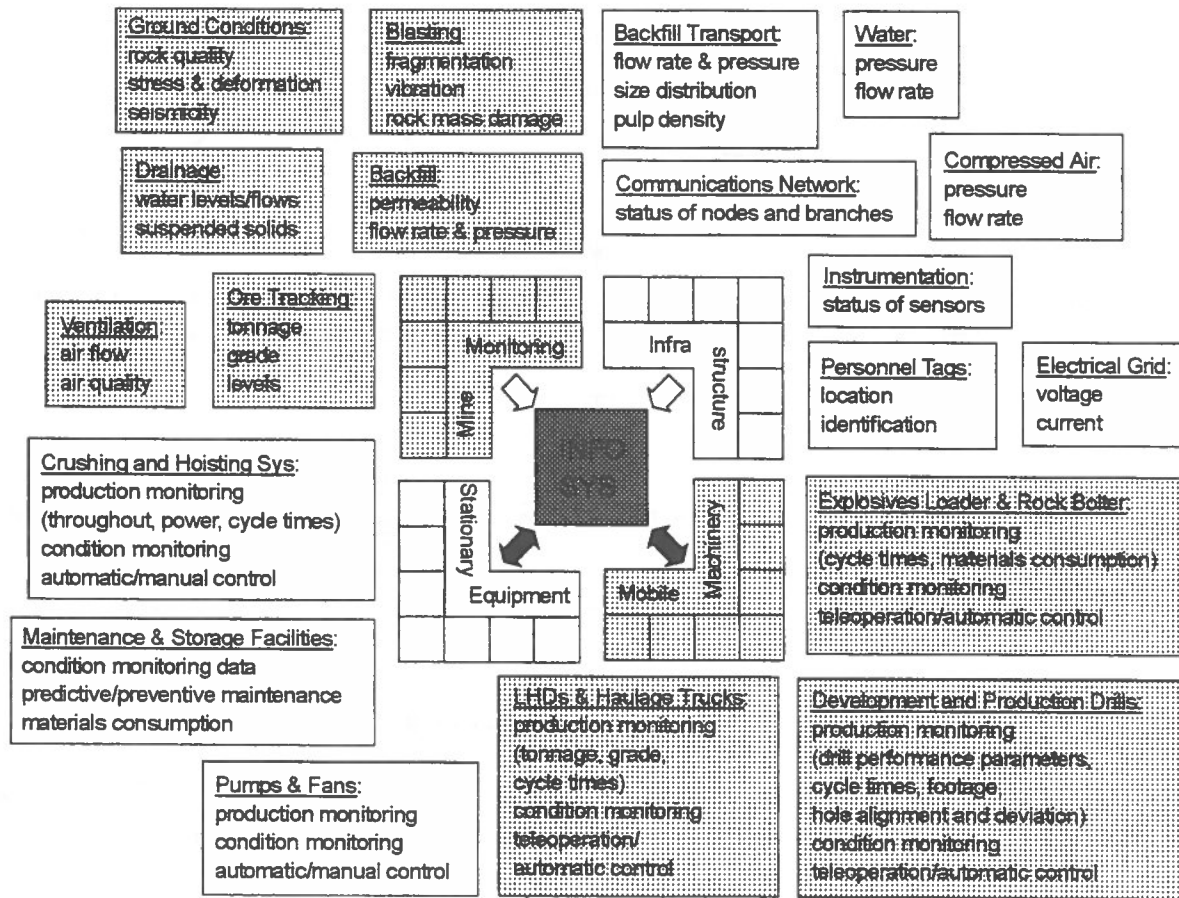 Ground Conditions:
rock quality
stress & deformation
seismicity
Blasting
fragmentation
vibration
rock mass damage
Backfill Transport:
flow rate & pressure
size distribution
pulp density
Water:
pressure
flow rate
Drainage:
water levels/flows
suspended solids
Backfill:
permeability
flow rate & pressure
Communications Network:
status of nodes and branches
Compressed Air:
pressure
flow rate
Ventilation
air flow
air quality
Ore Tracking
tonnage
grade
levels
Monitoring
Mine
Infra
structure
Instrumentation:
status of sensors
Personnel Tags:
location
identification
Electrical Grid:
voltage
current
INFO
SYS
Crushing and Hoisting Sys:
production monitoring
(throughout, power, cycle times)
condition monitoring
automatic/manual control
Stationary
Equipment
Machinery
Mobile
Explosives Loader & Rock Bolter:
production monitoring
(cycle times, materials consumption)
condition monitoring
teleoperation/automatic control
Maintenance & Storage Facilities:
condition monitoring data
predictive/preventive maintenance
materials consumption
Pumps & Fans:
production monitoring
condition monitoring
automatic/manual control
LHDs & Haulage Trucks:
production monitoring
(tonnage, grade,
cycle times)
condition monitoring
teleoperation/
automatic control
Development and Production Drills:
production monitoring
(drill performance parameters,
cycle times, footage,
hole alignment and deviation)
condition monitoring
teleoperation/automatic control